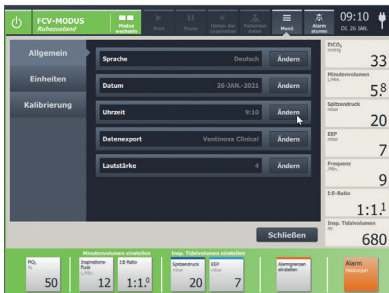 FCV-MODUS
Ruhezustand
Modus wechseln
Start
Pause
Halten der Inspiration
Menü
Alarm stumm
09:10
DI. 26 JAN.
Allgemein
Einheiten
Kalibrierung
Sprache Deutsch Ändern
Datum 26-JAN.-2021 Ändern
Uhrzeit 9:10 Ändern
Datenexport Ventinova Clinical Ändern
Lautstärke 4 Ändern
Schließen
EtCO₂
mmHg
33
Minutenvolumen
L/Min.
5.8
Spitzendruck
mbar
20
EEP
mbar
7
Frequenz
/Min.
9
I:E-Ratio
1:1.1
Insp. Tidelvolumen
ml
680
Minutenvolumen einstellen
Insp. Tidelvolumen einstellen
FiO₂
%
50
Inspirations-Fluss
L/Min.
12
I:E-Ratio
1:1.0
Spitzendruck
mbar
20
EEP
mbar
7
Alarmgrenzen einstellen
Alarm
Meldungen